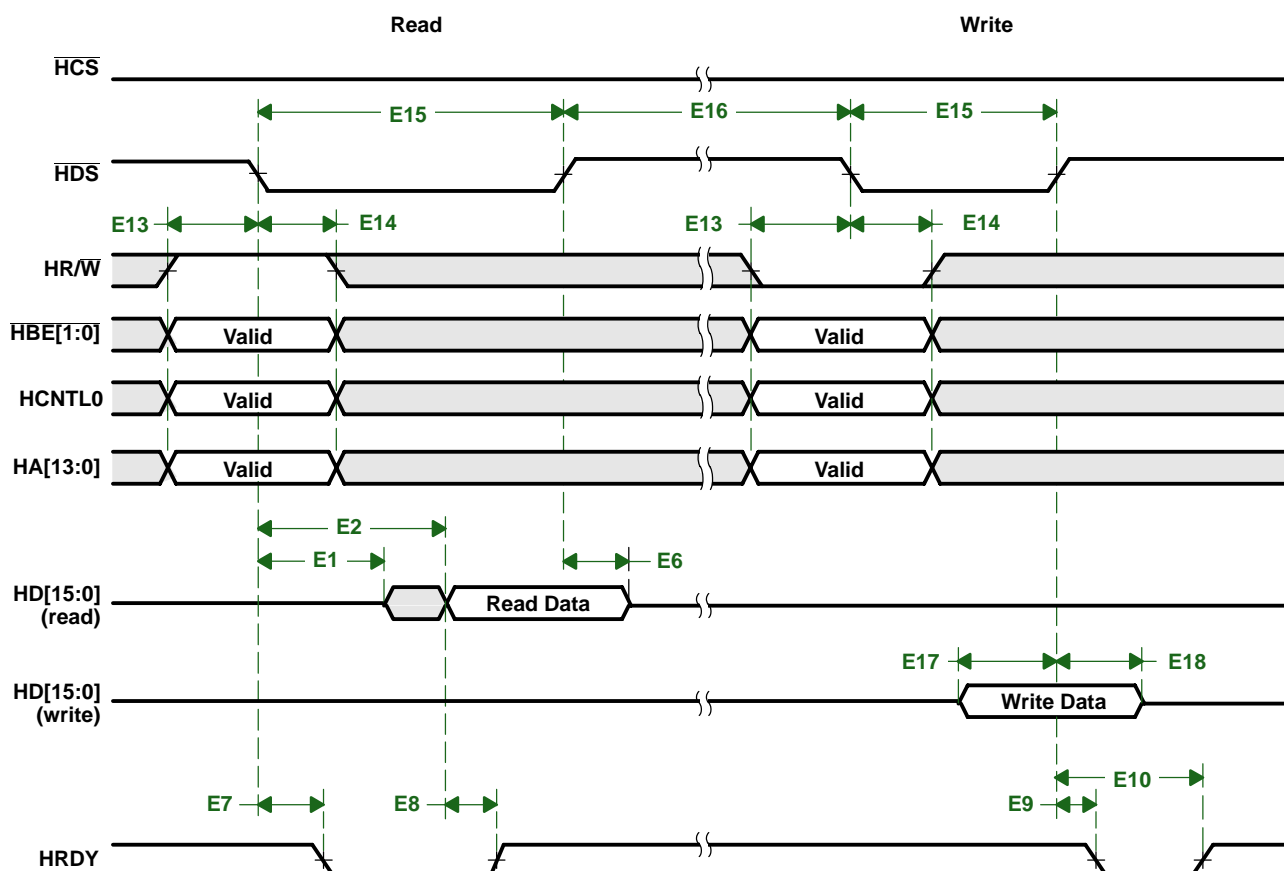 Read Write
HCS
E15 E16 E15
HDS
E13 E14 E13 E14
HR/W
HBE[1:0] Valid Valid
HCNTL0 Valid Valid
HA[13:0] Valid Valid
E2
E1 E6
HD[15:0]
(read)
Read Data
E17 E18
HD[15:0]
(write)
Write Data
E10
E7 E8 E9
HRDY